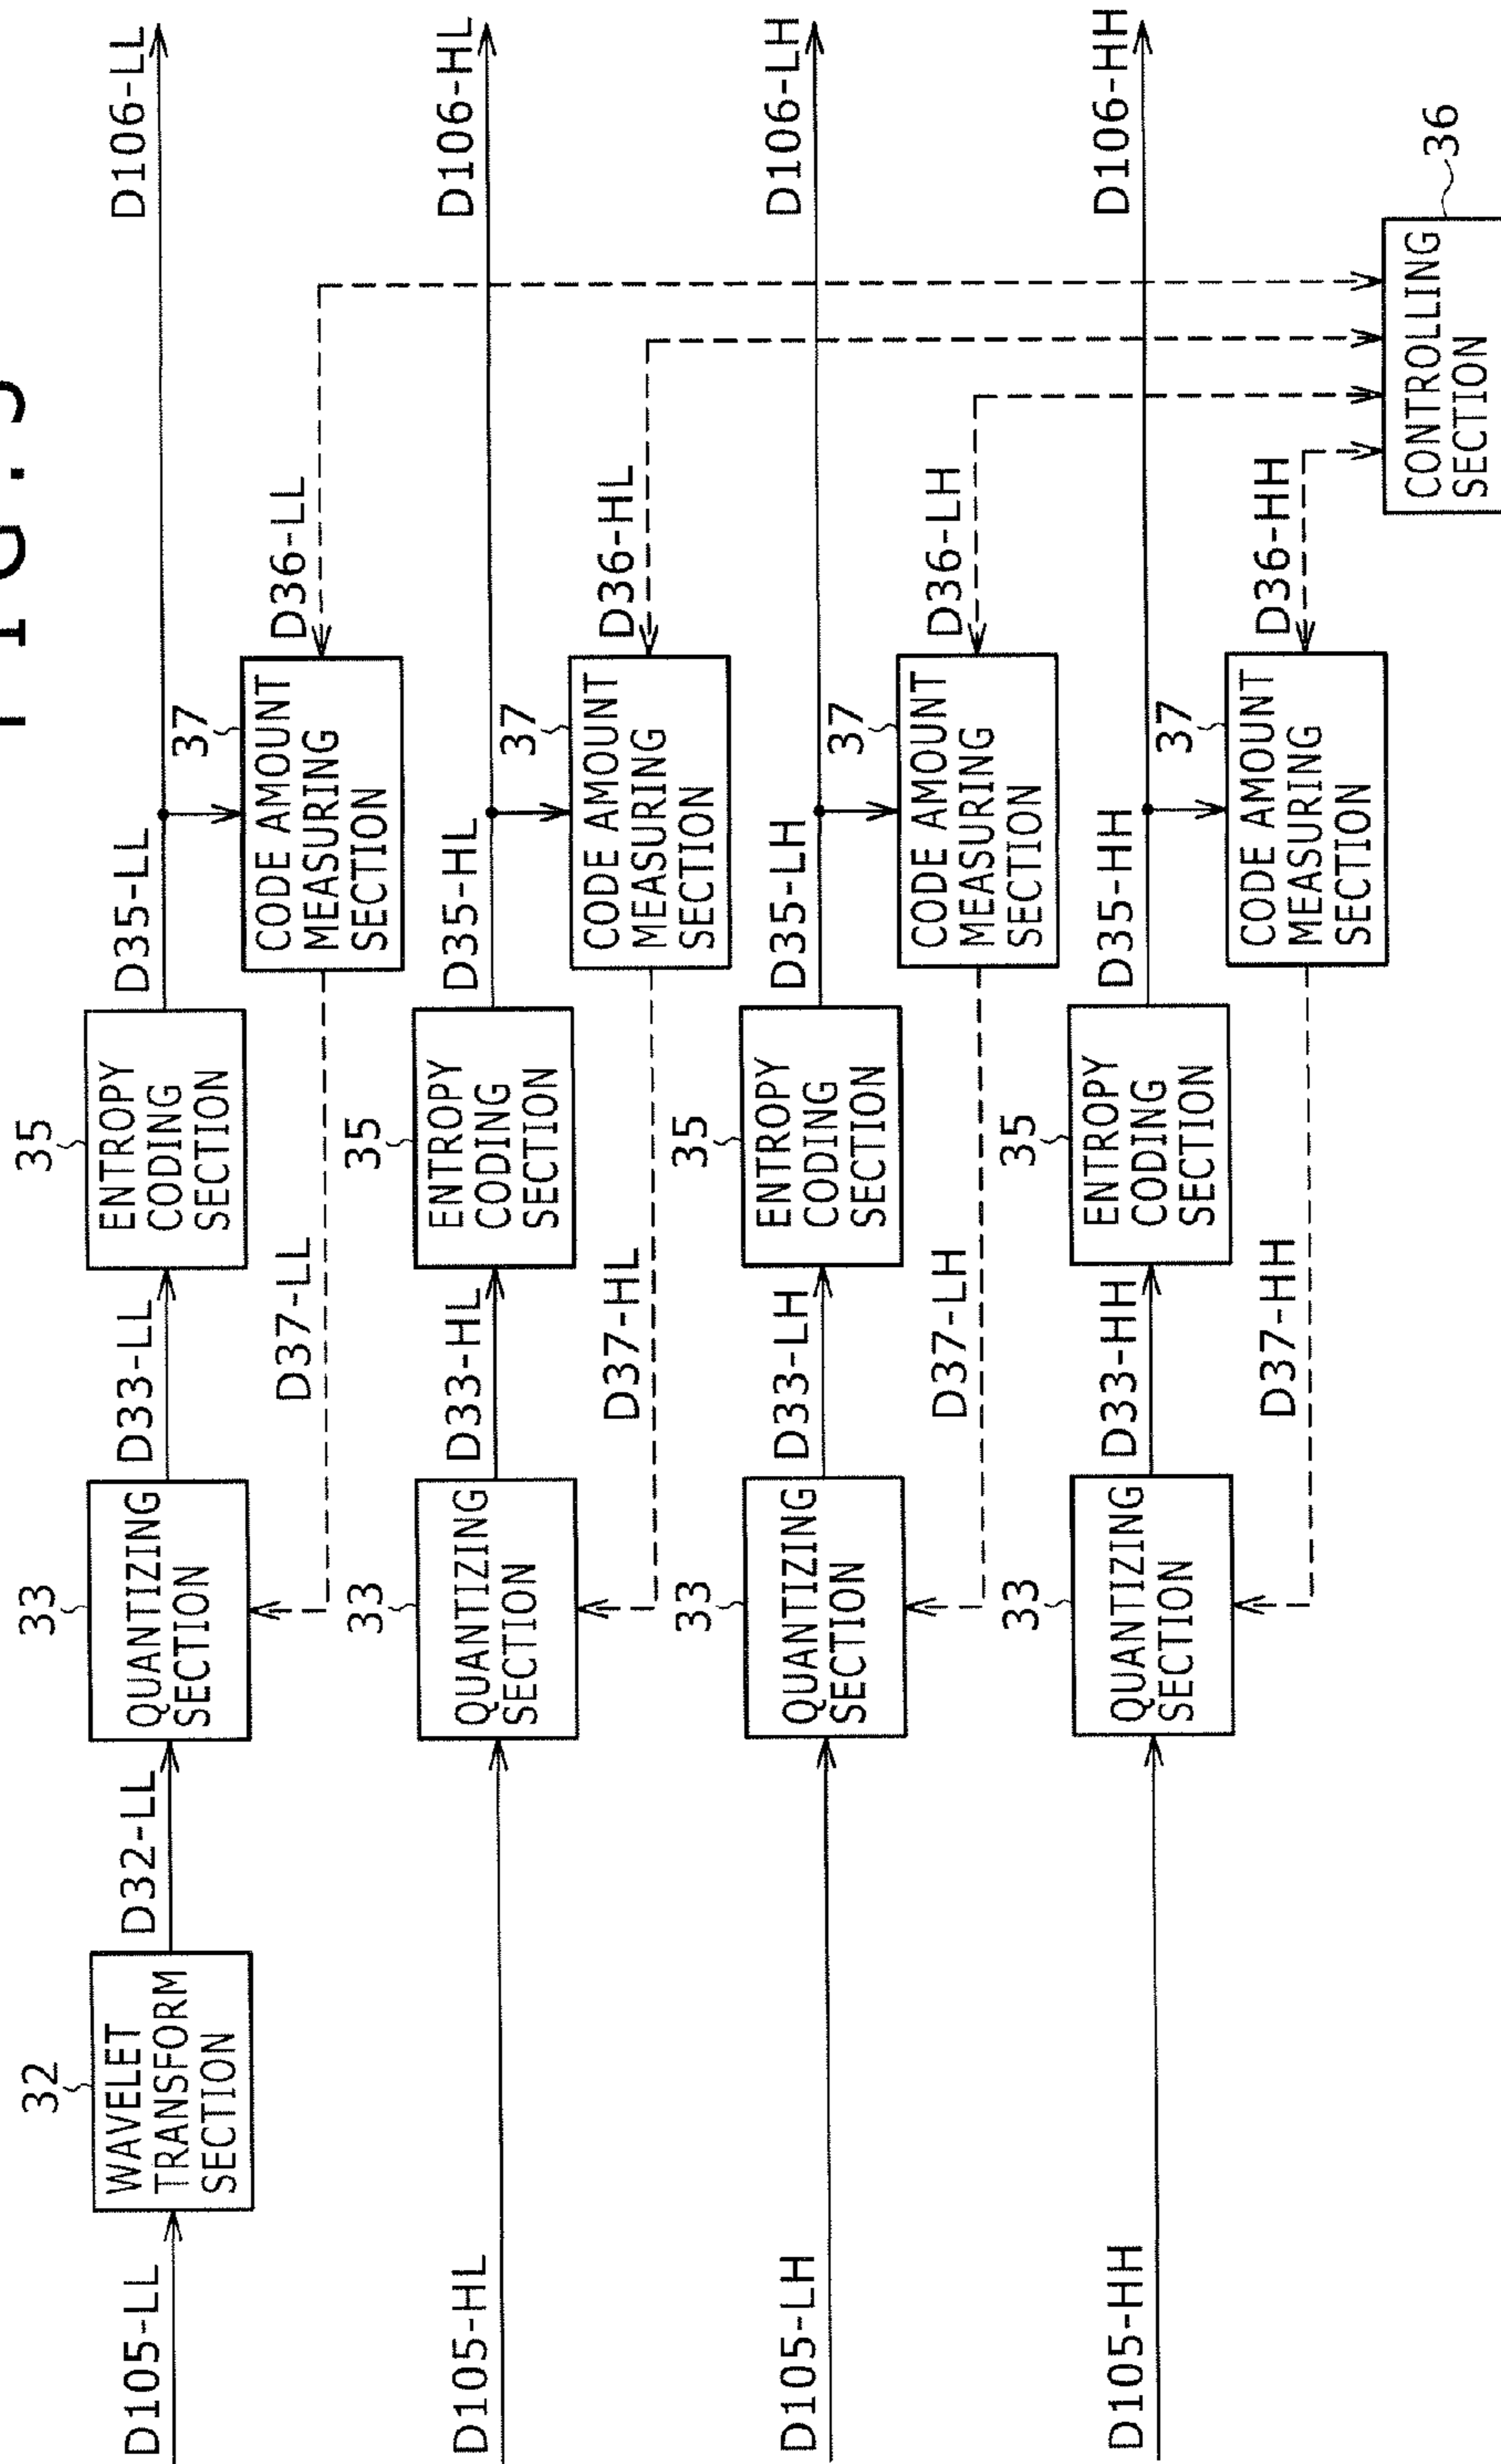 D105-LL
32
WAVELET
TRANSFORM
SECTION
D32-LL
33
QUANTIZING
SECTION
D33-LL
35
ENTROPY
CODING
SECTION
D35-LL
D106-LL
37
CODE AMOUNT
MEASURING
SECTION
D36-LL
D37-LL
D105-HL
33
QUANTIZING
SECTION
D33-HL
35
ENTROPY
CODING
SECTION
D35-HL
D106-HL
37
CODE AMOUNT
MEASURING
SECTION
D36-HL
D37-HL
D105-LH
33
QUANTIZING
SECTION
D33-LH
35
ENTROPY
CODING
SECTION
D35-LH
D106-LH
37
CODE AMOUNT
MEASURING
SECTION
D36-LH
D37-LH
D105-HH
33
QUANTIZING
SECTION
D33-HH
35
ENTROPY
CODING
SECTION
D35-HH
D106-HH
37
CODE AMOUNT
MEASURING
SECTION
D36-HH
D37-HH
36
CONTROLLING
SECTION